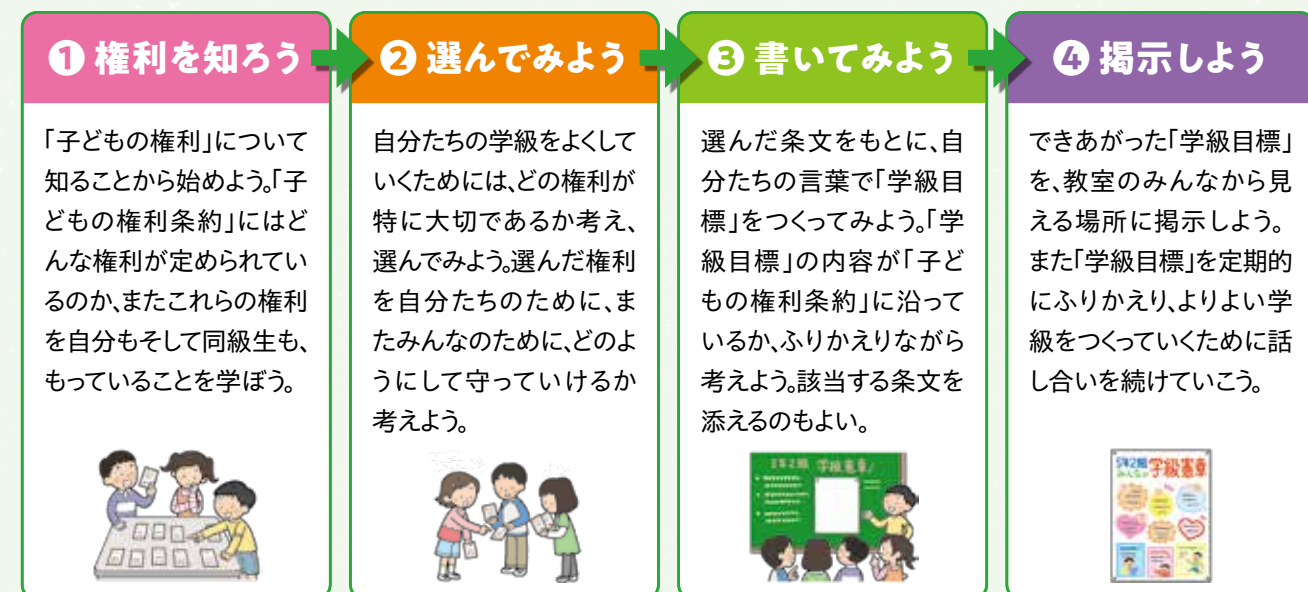 ❶ 権利を知ろう
「子どもの権利」について
知ることから始めよう。「子
どもの権利条約」にはど
んな権利が定められてい
るのか、またこれらの権利
を自分もそして同級生も、
もっていることを学ぼう。
❷ 選んでみよう
自分たちの学級をよくして
いくためには、どの権利が
特に大切であるか考え、
選んでみよう。選んだ権利
を自分たちのために、ま
たみんなのために、どのよ
うにして守っていけるか
考えよう。
❸ 書いてみよう
選んだ条文をもとに、自
分たちの言葉で「学級目
標」をつくってみよう。「学
級目標」の内容が「子ど
もの権利条約」に沿って
いるか、ふりかえりながら
考えよう。該当する条文を
添えるのもよい。
5年2組 学級憲章
❹ 掲示しよう
できあがった「学級目標」
を、教室のみんなから見
える場所に掲示しよう。
また「学級目標」を定期的
にふりかえり、よりよい学
級をつくっていくために話
し合いを続けていこう。
5年2組
みんなの学級憲章